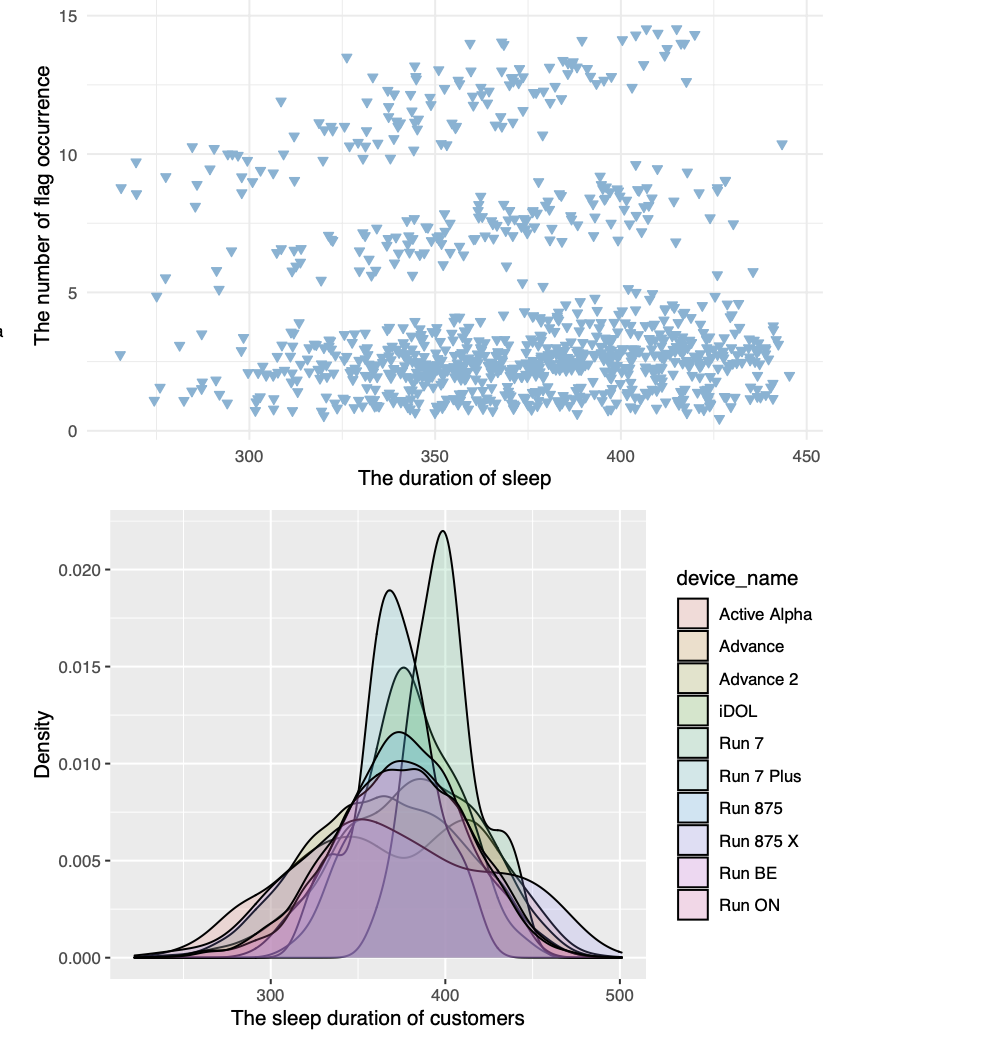 15
10
5
0
The number of flag occurrence
a
300
350
400
450
The duration of sleep
0.020
0.015
0.010
0.005
0.000
Density
300
400
500
The sleep duration of customers
device_name
Active Alpha
Advance
Advance 2
iDOL
Run 7
Run 7 Plus
Run 875
Run 875 X
Run BE
Run ON